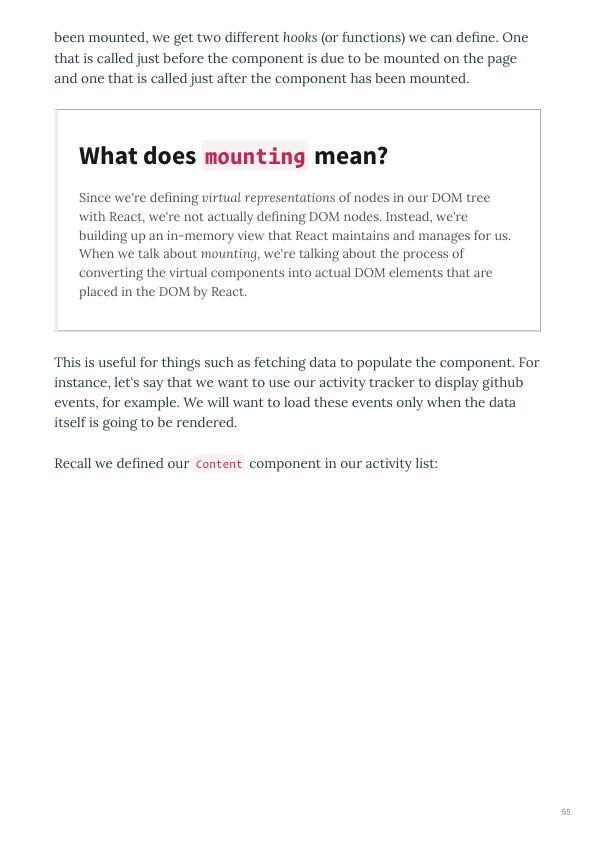 been mounted, we get two different hooks (or functions) we can define. One
that is called just before the component is due to be mounted on the page
and one that is called just after the component has been mounted.
What does mounting mean?
Since we're defining virtual representations of nodes in our DOM tree
with React, we're not actually defining DOM nodes. Instead, we're
building up an in-memory view that React maintains and manages for us.
When we talk about mounting, we're talking about the process of
converting the virtual components into actual DOM elements that are
placed in the DOM by React.
This is useful for things such as fetching data to populate the component. For
instance, let's say that we want to use our activity tracker to display github
events, for example. We will want to load these events only when the data
itself is going to be rendered.
Recall we defined our Content component in our activity list:
55